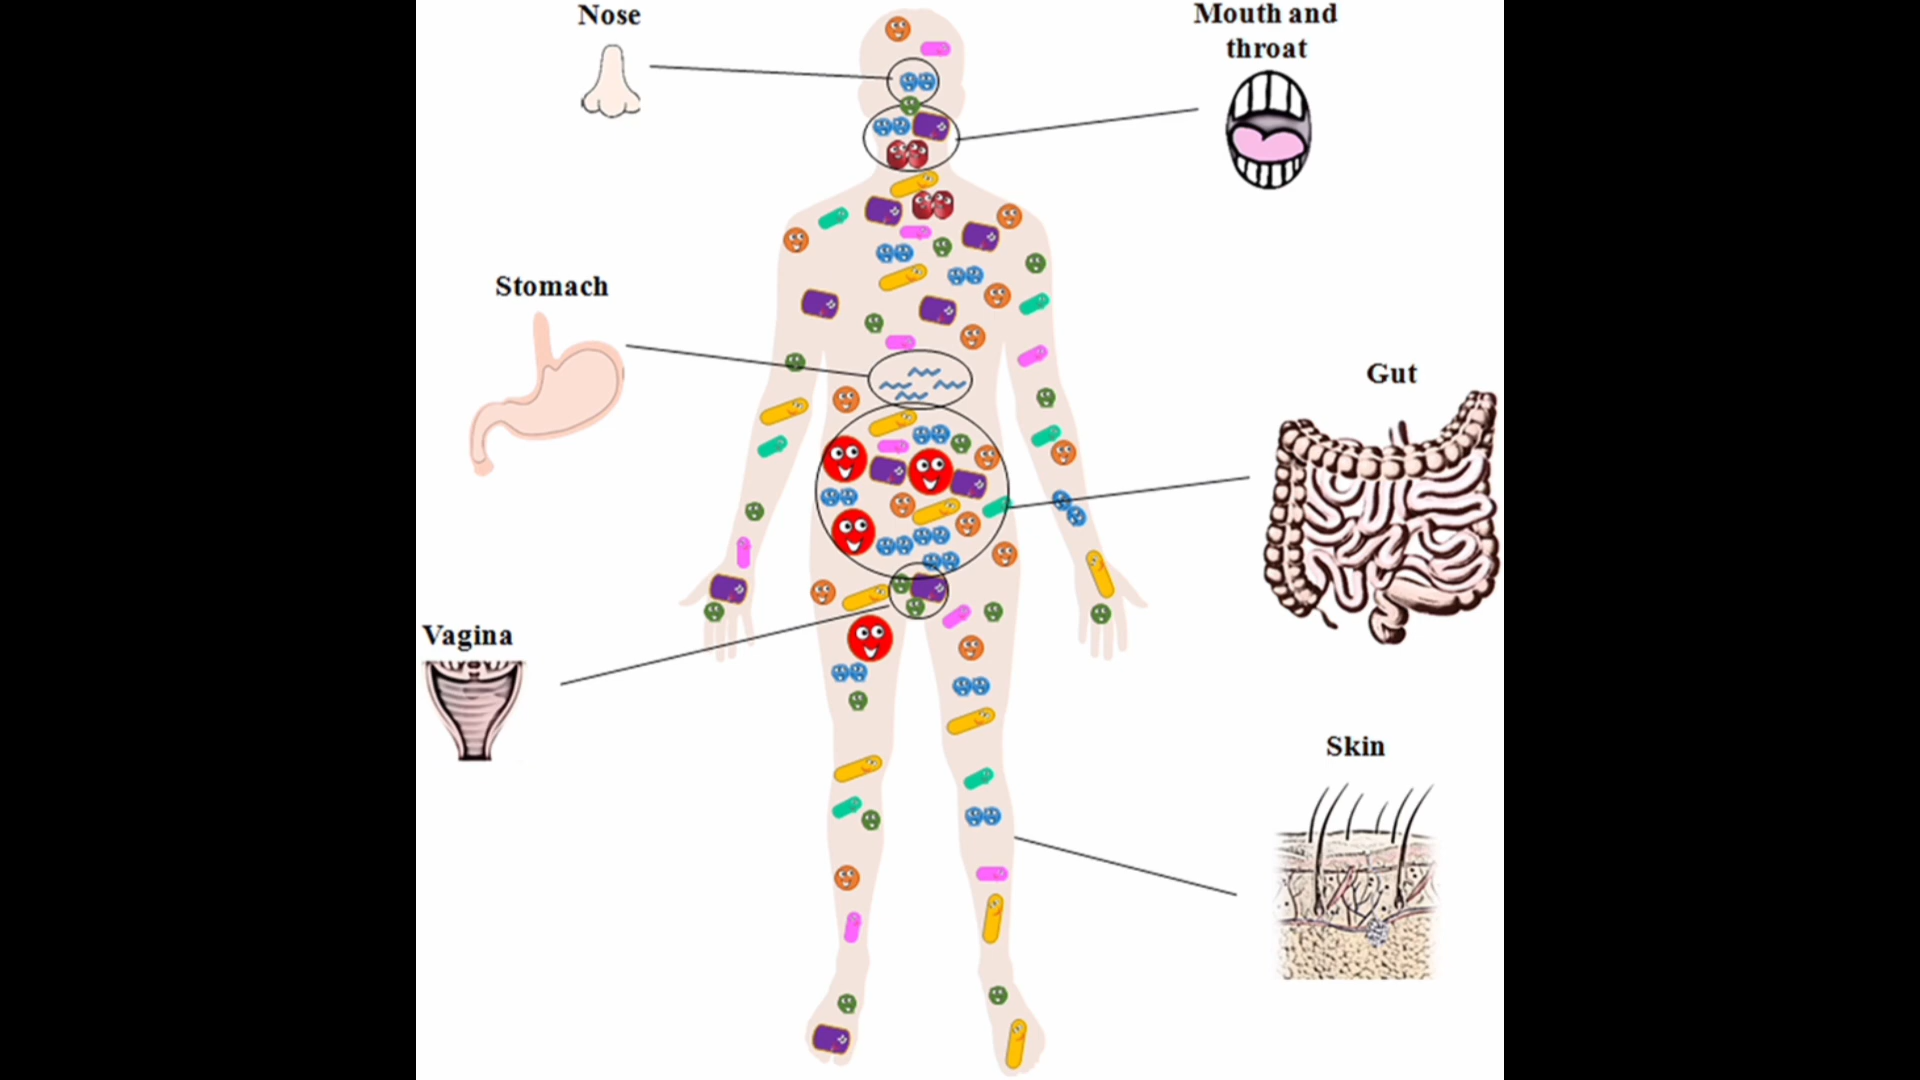 Nose
Mouth and
throat
Stomach
Gut
Vagina
Skin